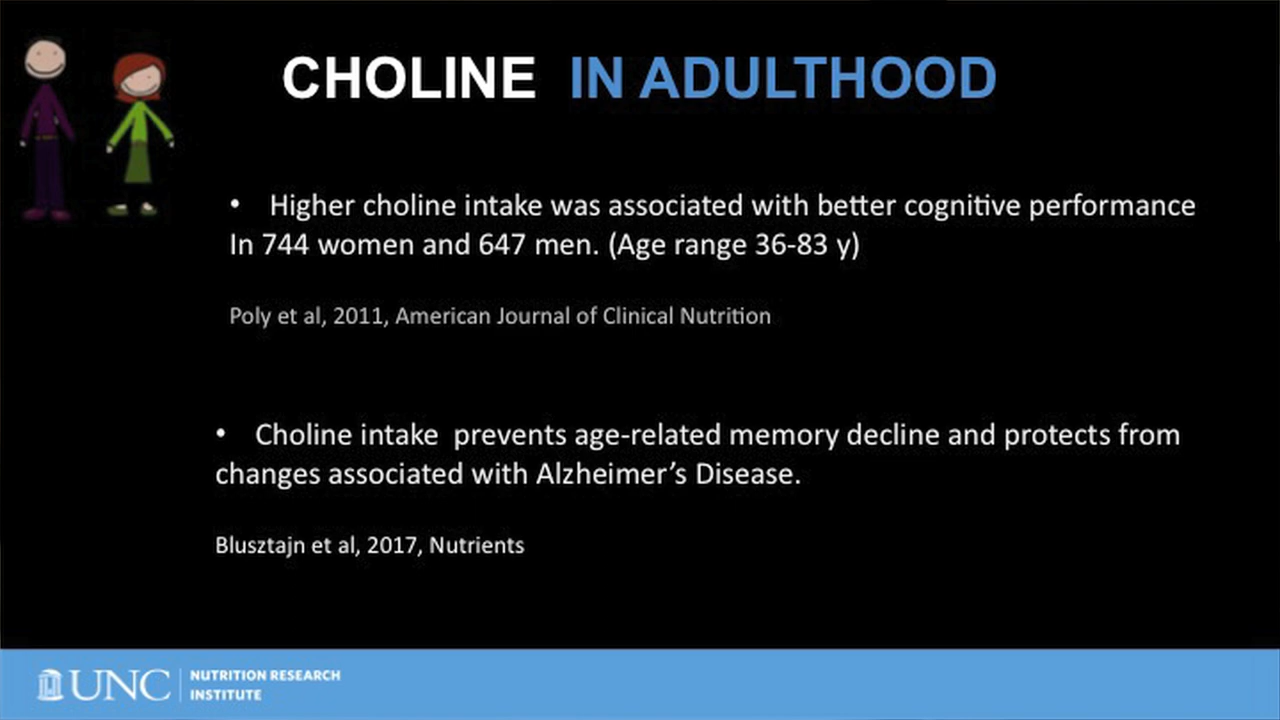 CHOLINE IN ADULTHOOD
• Higher choline intake was associated with better cognitive performance
In 744 women and 647 men. (Age range 36-83 y)
Poly et al, 2011, American Journal of Clinical Nutrition
• Choline intake prevents age-related memory decline and protects from
changes associated with Alzheimer’s Disease.
Blusztajn et al, 2017, Nutrients
UNC
NUTRITION RESEARCH
INSTITUTE